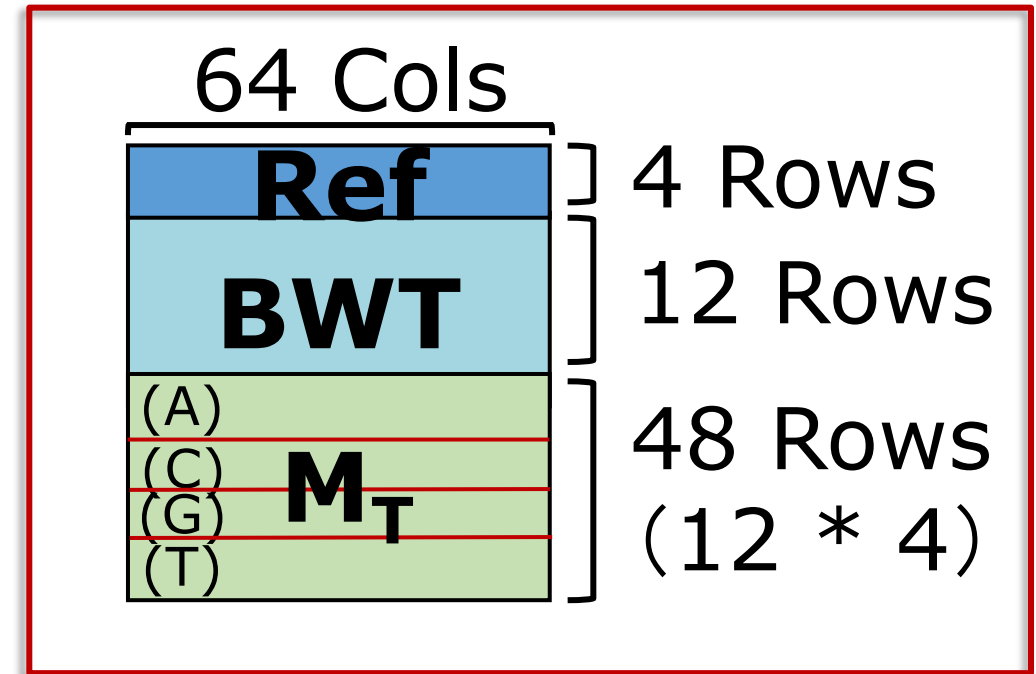 64 Cols
Ref
4 Rows
BWT
12 Rows
(A)
(C)
(G)
(T)
M_T
48 Rows
(12 * 4)